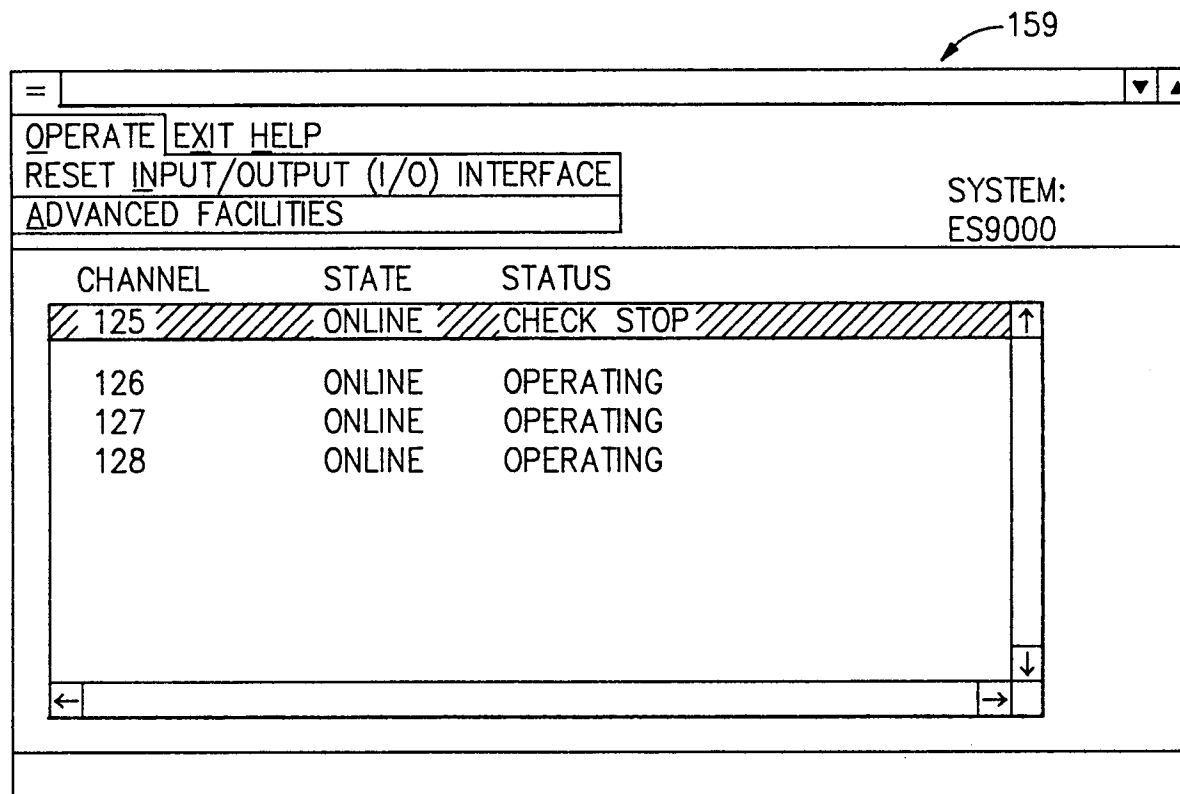 159
=
OPERATE EXIT HELP
RESET INPUT/OUTPUT (I/O) INTERFACE
ADVANCED FACILITIES
SYSTEM:
ES9000
CHANNEL STATE STATUS
125 ONLINE CHECK STOP
126 ONLINE OPERATING
127 ONLINE OPERATING
128 ONLINE OPERATING